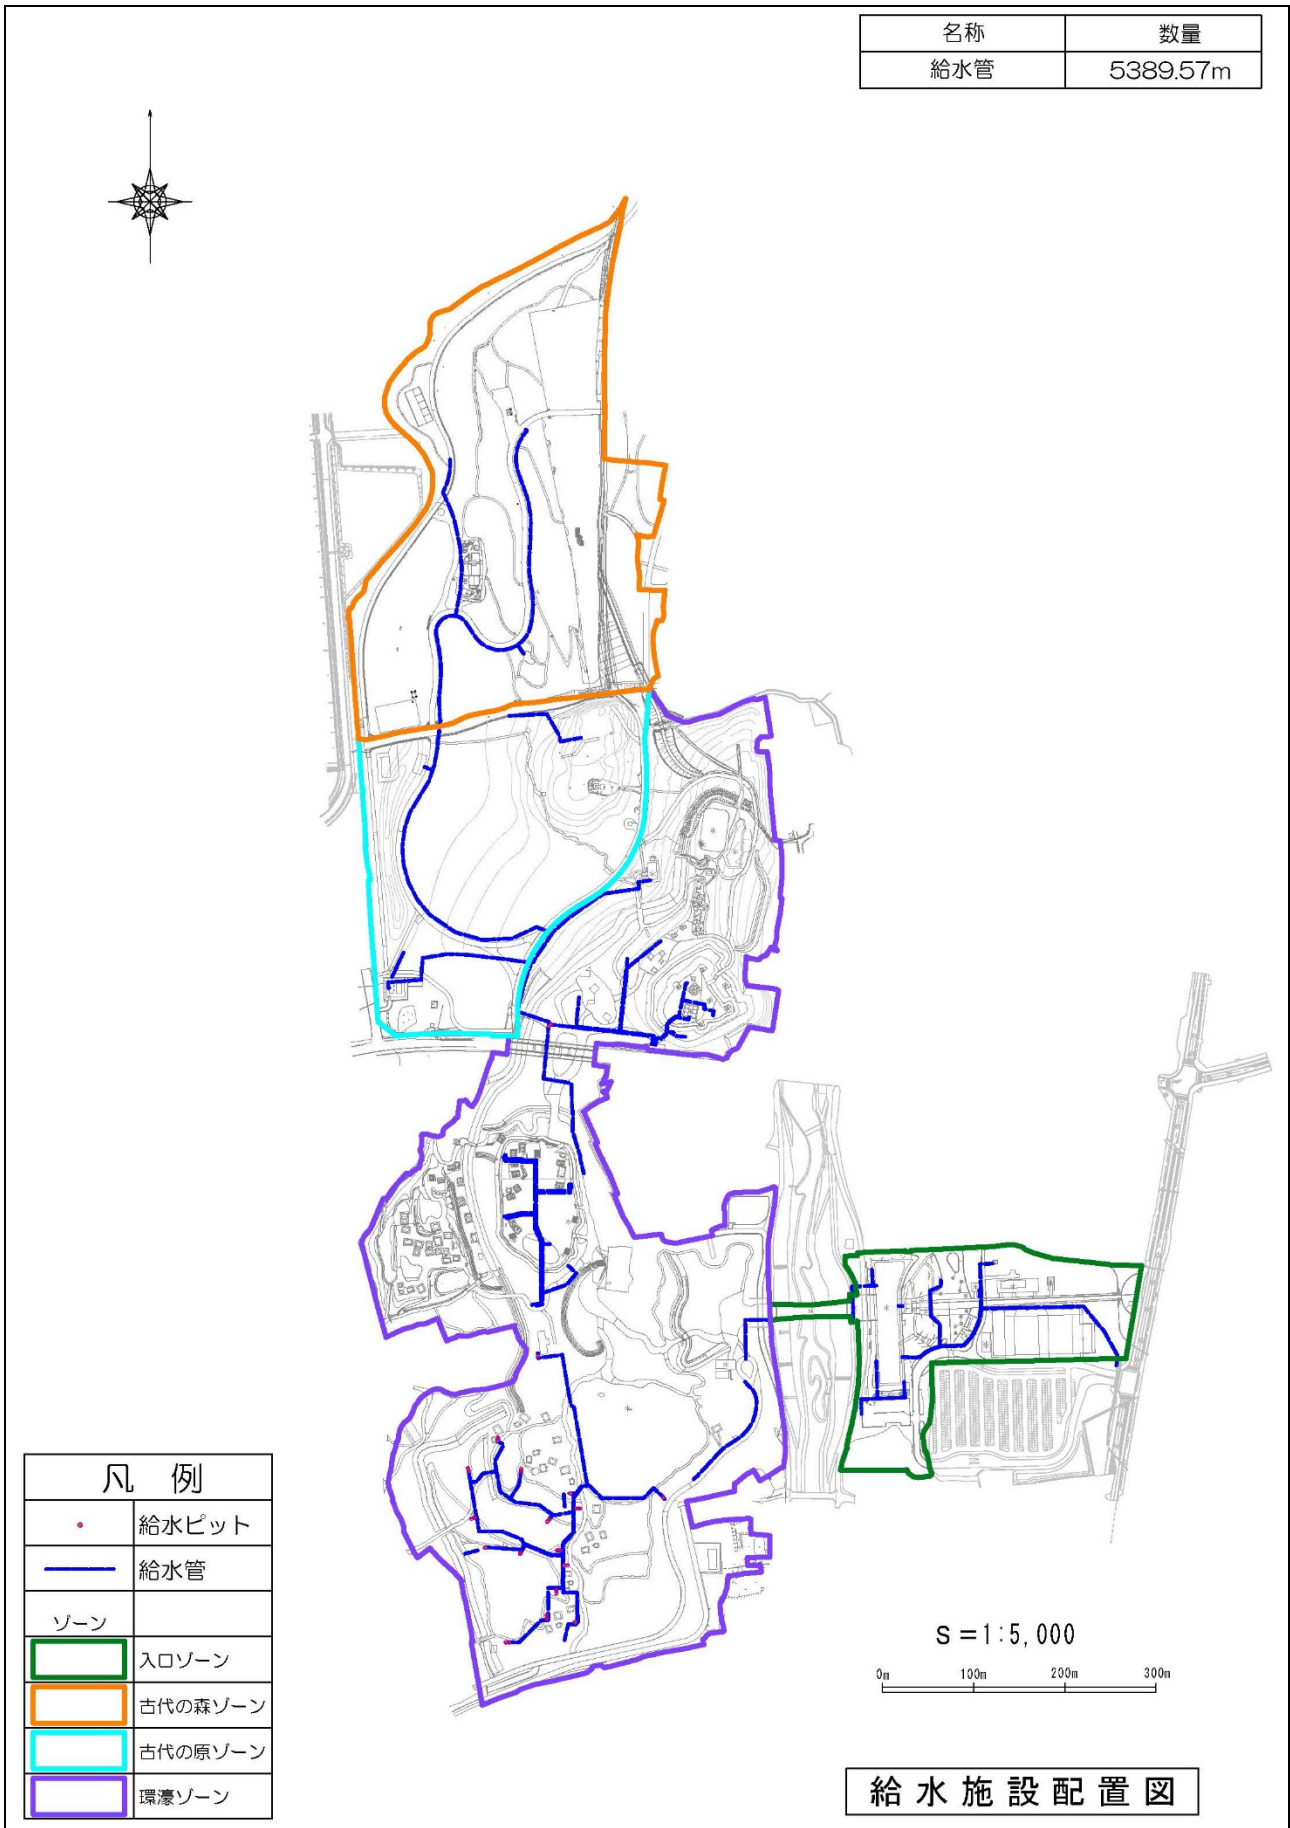 名称 数量
給水管 5389.57m
凡 例
給水ピット
給水管
ゾーン
入口ゾーン
古代の森ゾーン
古代の原ゾーン
環濠ゾーン
S=1:5,000
0m 100m 200m 300m
給水施設配置図